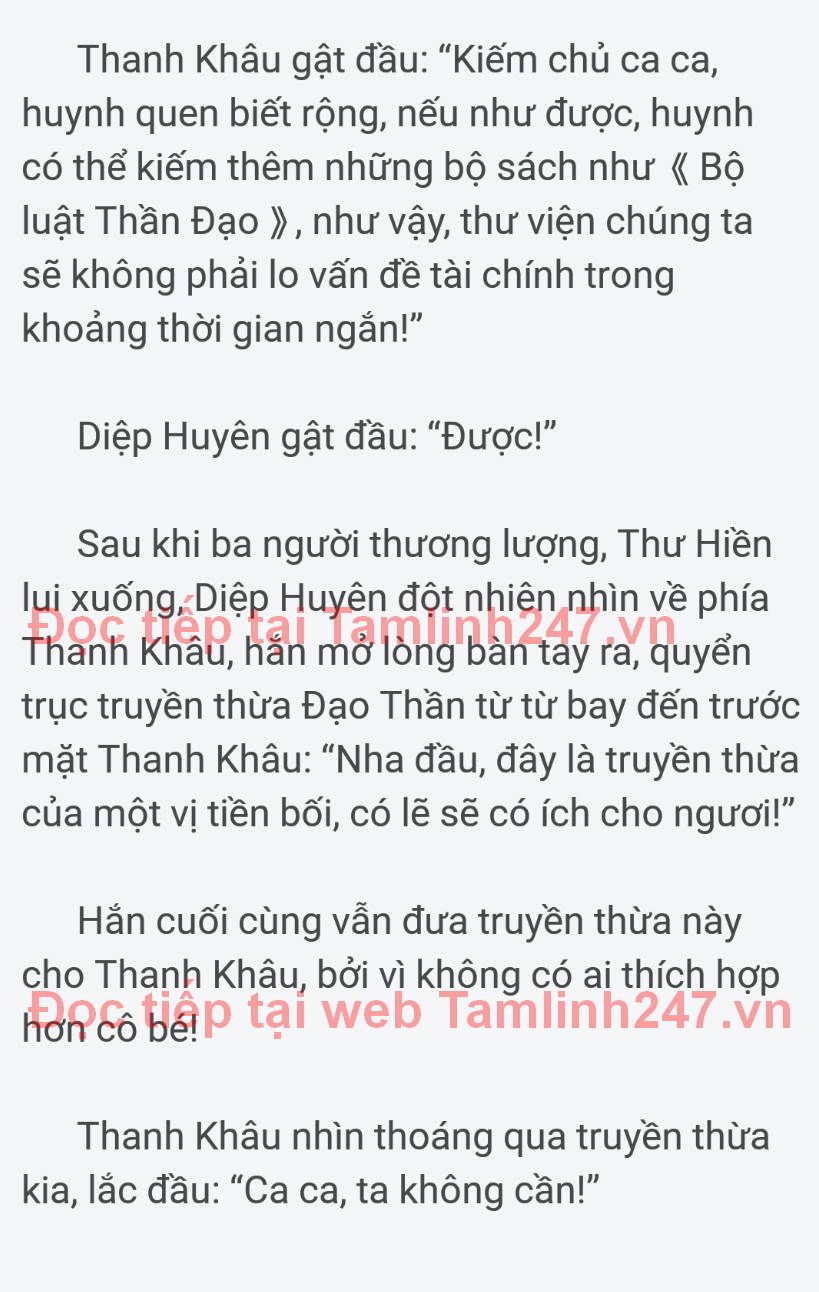 Thanh Khâu gật đầu: “Kiếm chủ ca ca,
huynh quen biết rộng, nếu như được, huynh
có thể kiếm thêm những bộ sách như《 Bộ
luật Thần Đạo 》, như vậy, thư viện chúng ta
sẽ không phải lo vấn đề tài chính trong
khoảng thời gian ngắn!”
Diệp Huyên gật đầu: “Được!”
Sau khi ba người thương lượng, Thư Hiền
lui xuống, Diệp Huyên đột nhiên nhìn về phía
Đọc tiếp tại Tamlinh247.vn
Thanh Khâu, hắn mở lòng bàn tay ra, quyển
trục truyền thừa Đạo Thần từ từ bay đến trước
mặt Thanh Khâu: “Nha đầu, đây là truyền thừa
của một vị tiền bối, có lẽ sẽ có ích cho ngươi!”
Hắn cuối cùng vẫn đưa truyền thừa này
cho Thanh Khâu, bởi vì không có ai thích hợp
Đọc tiếp tại web Tamlinh247.vn
hơn cô bé!
Thanh Khâu nhìn thoáng qua truyền thừa
kia, lắc đầu: “Ca ca, ta không cần!”